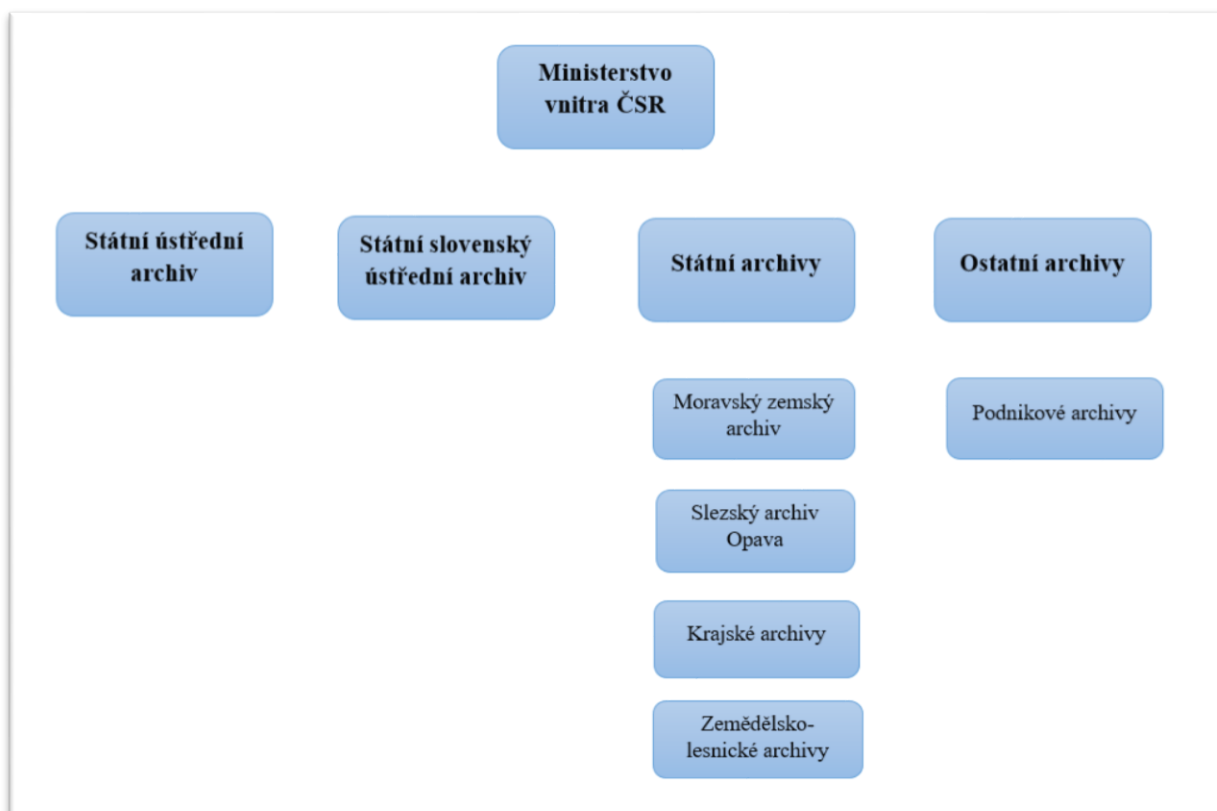 Ministerstvo
vnitra ČSR
Státní ústřední
archiv
Státní slovenský
ústřední archiv
Státní archivy
Ostatní archivy
Moravský zemský
archiv
Podnikové archivy
Slezský archiv
Opava
Krajské archivy
Zemědělsko-
lesnické archivy